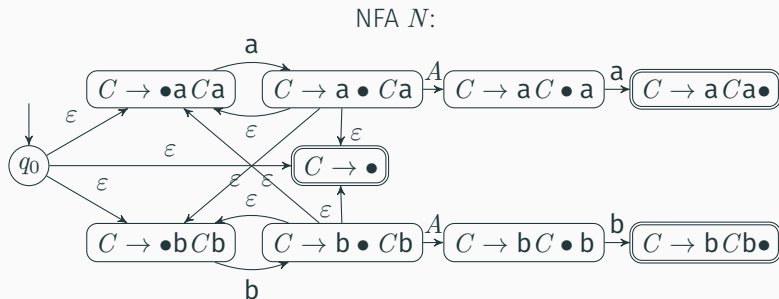 NFA N:
a
C → •aCa
C → a • Ca
A
C → aC • a
a
C → aCa•
ε
ε
ε
q₀
ε
C → •
ε
ε
ε
ε
ε
C → •bCb
C → b • Cb
A
C → bC • b
b
C → bCb•
b